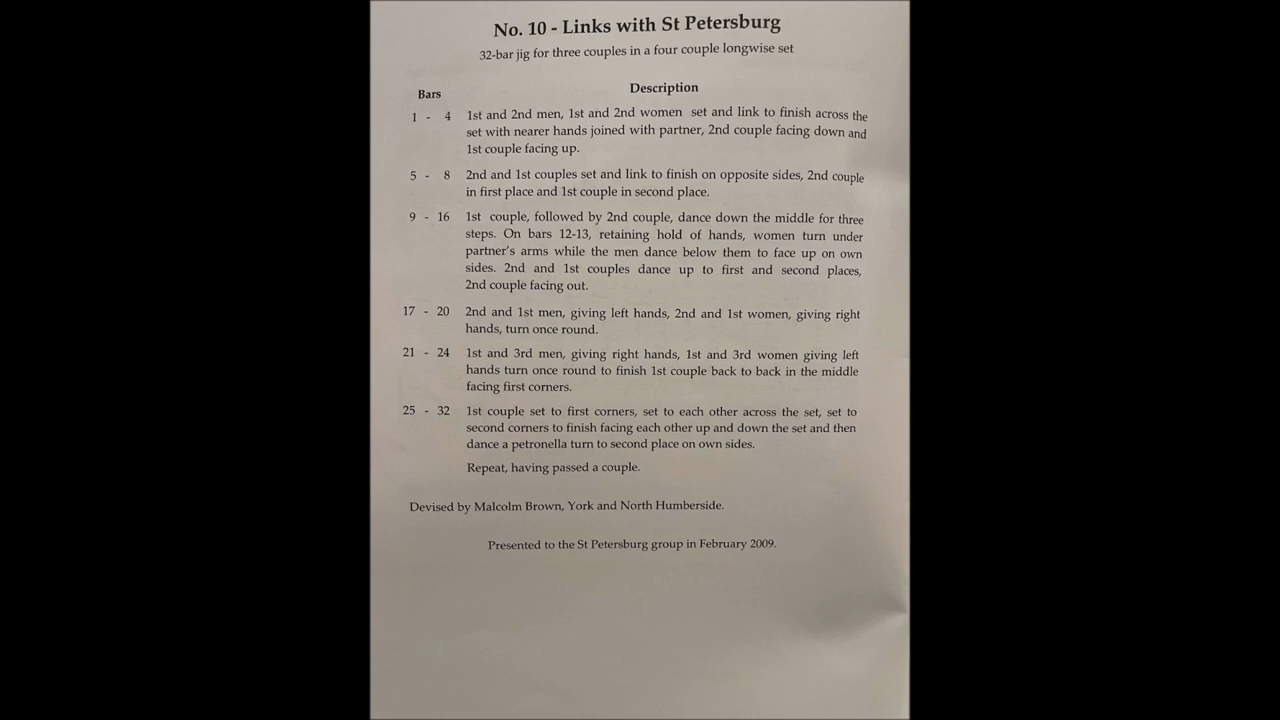 No. 10 - Links with St Petersburg
32-bar jig for three couples in a four couple longwise set
Bars Description
1 - 4 1st and 2nd men, 1st and 2nd women set and link to finish across the
set with nearer hands joined with partner, 2nd couple facing down and
1st couple facing up.
5 - 8 2nd and 1st couples set and link to finish on opposite sides, 2nd couple
in first place and 1st couple in second place.
9 - 16 1st couple, followed by 2nd couple, dance down the middle for three
steps. On bars 12-13, retaining hold of hands, women turn under
partner's arms while the men dance below them to face up on own
sides. 2nd and 1st couples dance up to first and second places,
2nd couple facing out.
17 - 20 2nd and 1st men, giving left hands, 2nd and 1st women, giving right
hands, turn once round.
21 - 24 1st and 3rd men, giving right hands, 1st and 3rd women giving left
hands turn once round to finish 1st couple back to back in the middle
facing first corners.
25 - 32 1st couple set to first corners, set to each other across the set, set to
second corners to finish facing each other up and down the set and then
dance a petronella turn to second place on own sides.
Repeat, having passed a couple.
Devised by Malcolm Brown, York and North Humberside.
Presented to the St Petersburg group in February 2009.